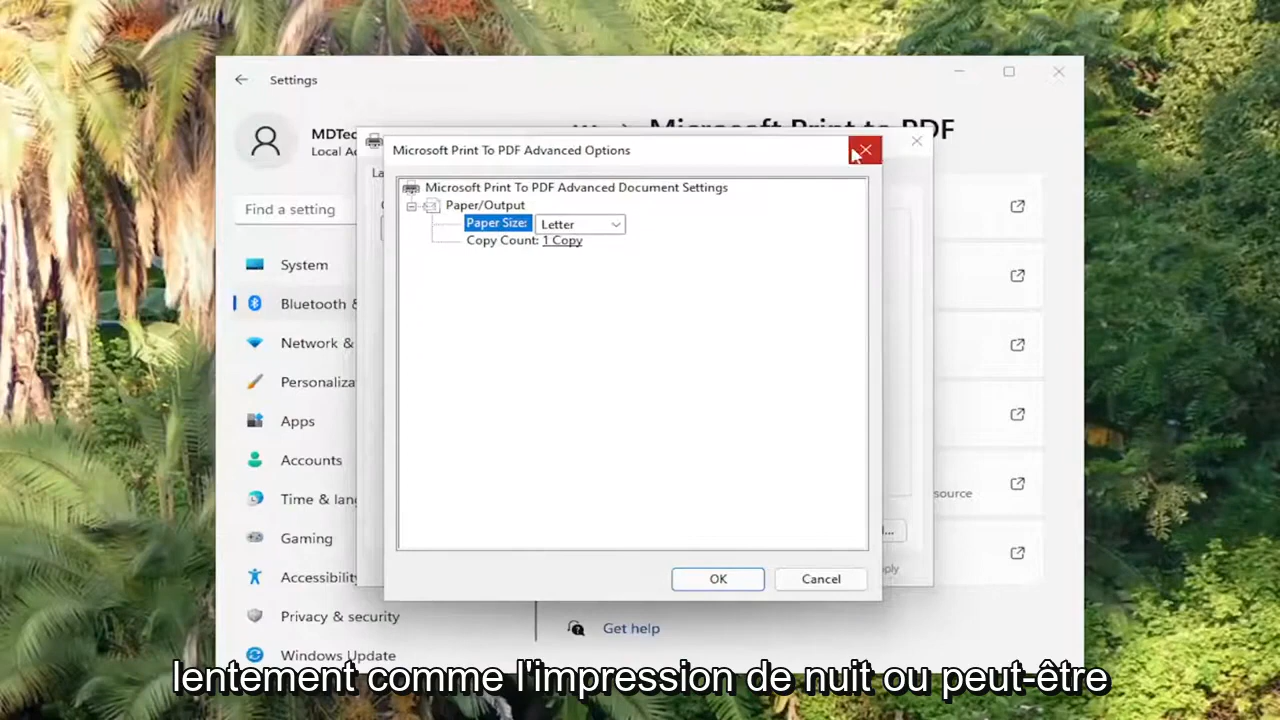 Settings
MDTec
Local Ac
Microsoft Print to PDF
Microsoft Print To PDF Advanced Options
Microsoft Print To PDF Advanced Document Settings
Paper/Output
Paper Size: Letter
Copy Count: 1 Copy
Find a setting
System
Bluetooth &
Network &
Personaliza
Apps
Accounts
Time & lang
Gaming
Accessibility
Privacy & security
Windows Update
source
OK
Cancel
Get help
lentement comme l'impression de nuit ou peut-être